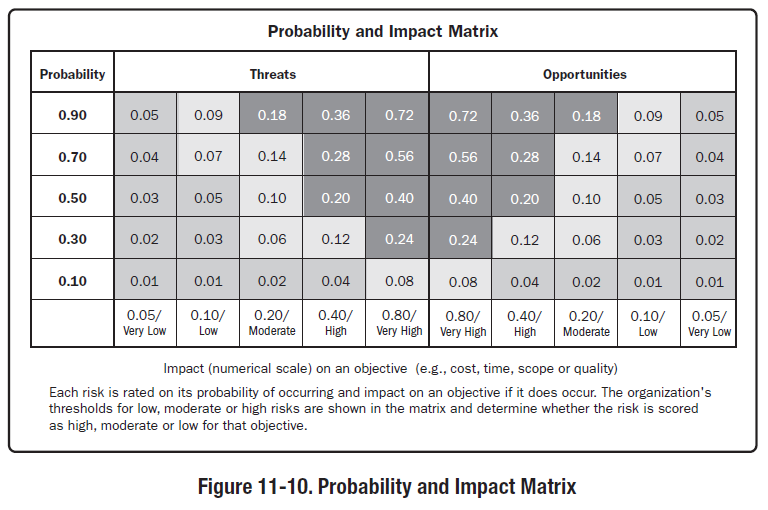 Probability and Impact Matrix
Probability Threats Opportunities
0.90 0.05 0.09 0.18 0.36 0.72 0.72 0.36 0.18 0.09 0.05
0.70 0.04 0.07 0.14 0.28 0.56 0.56 0.28 0.14 0.07 0.04
0.50 0.03 0.05 0.10 0.20 0.40 0.40 0.20 0.10 0.05 0.03
0.30 0.02 0.03 0.06 0.12 0.24 0.24 0.12 0.06 0.03 0.02
0.10 0.01 0.01 0.02 0.04 0.08 0.08 0.04 0.02 0.01 0.01
0.05/ 0.10/ 0.20/ 0.40/ 0.80/ 0.80/ 0.40/ 0.20/ 0.10/ 0.05/
Very Low Low Moderate High Very High Very High High Moderate Low Very Low
Impact (numerical scale) on an objective (e.g., cost, time, scope or quality)
Each risk is rated on its probability of occurring and impact on an objective if it does occur. The organization's
thresholds for low, moderate or high risks are shown in the matrix and determine whether the risk is scored
as high, moderate or low for that objective.
Figure 11-10. Probability and Impact Matrix